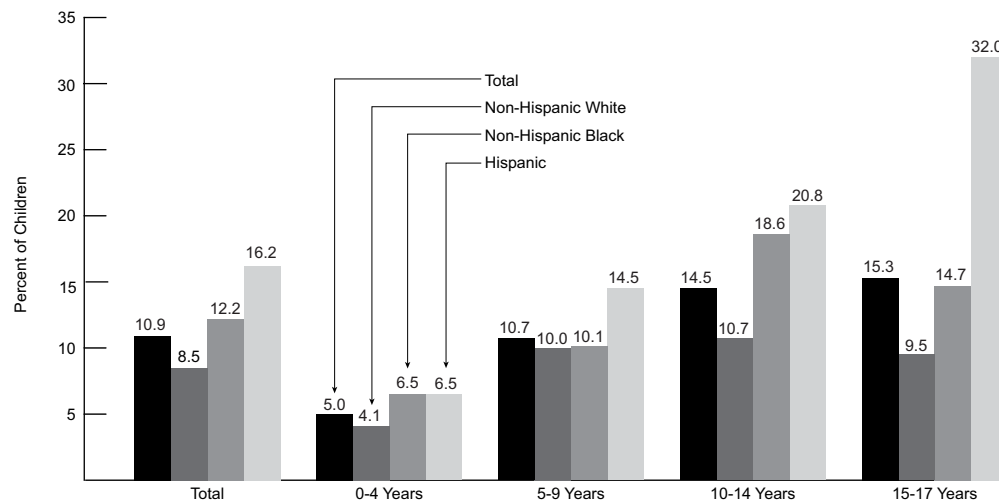 35
30
25
20
15
10
5
Percent of Children
Total
Non-Hispanic White
Non-Hispanic Black
Hispanic
10.9
8.5
12.2
16.2
5.0
4.1
6.5
6.5
10.7
10.0
10.1
14.5
14.5
10.7
18.6
20.8
15.3
9.5
14.7
32.0
Total
0-4 Years
5-9 Years
10-14 Years
15-17 Years